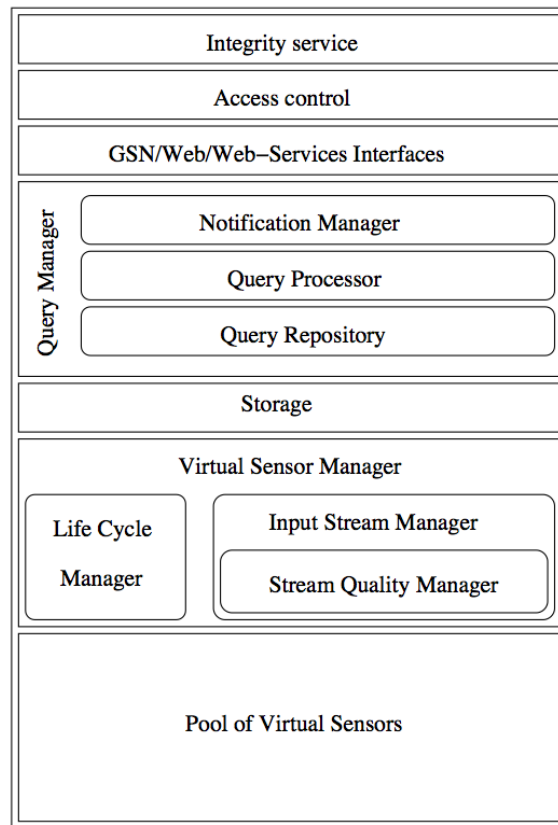 Integrity service
Access control
GSN/Web/Web−Services Interfaces
Query Manager
Notification Manager
Query Processor
Query Repository
Storage
Virtual Sensor Manager
Life Cycle
Manager
Input Stream Manager
Stream Quality Manager
Pool of Virtual Sensors